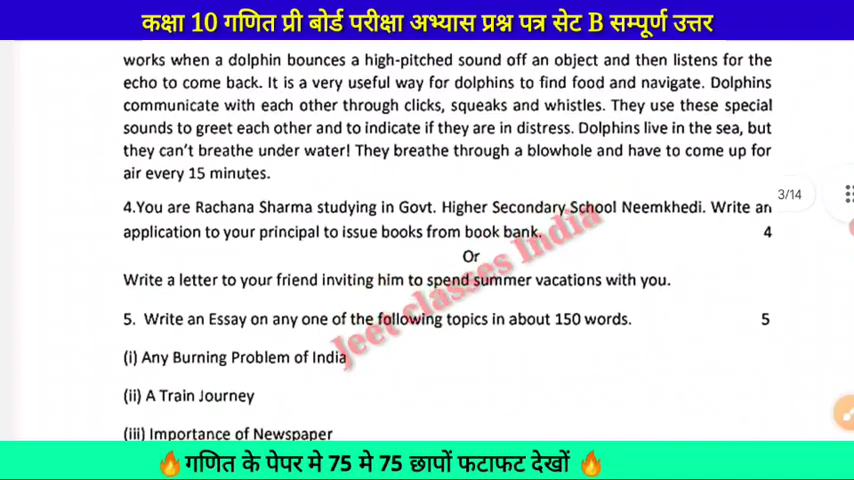 कक्षा 10 गणित प्री बोर्ड परीक्षा अभ्यास प्रश्न पत्र सेट B सम्पूर्ण उत्तर
works when a dolphin bounces a high-pitched sound off an object and then listens for the
echo to come back. It is a very useful way for dolphins to find food and navigate. Dolphins
communicate with each other through clicks, squeaks and whistles. They use these special
sounds to greet each other and to indicate if they are in distress. Dolphins live in the sea, but
they can't breathe under water! They breathe through a blowhole and have to come up for
air every 15 minutes.
3/14
4.You are Rachana Sharma studying in Govt. Higher Secondary School Neemkhedi. Write an
application to your principal to issue books from book bank. 4
Or
Write a letter to your friend inviting him to spend summer vacations with you.
5. Write an Essay on any one of the following topics in about 150 words. 5
(i) Any Burning Problem of India
(ii) A Train Journey
(iii) Importance of Newspaper
Jeet classes India
🔥गणित के पेपर मे 75 मे 75 छापों फटाफट देखों 🔥